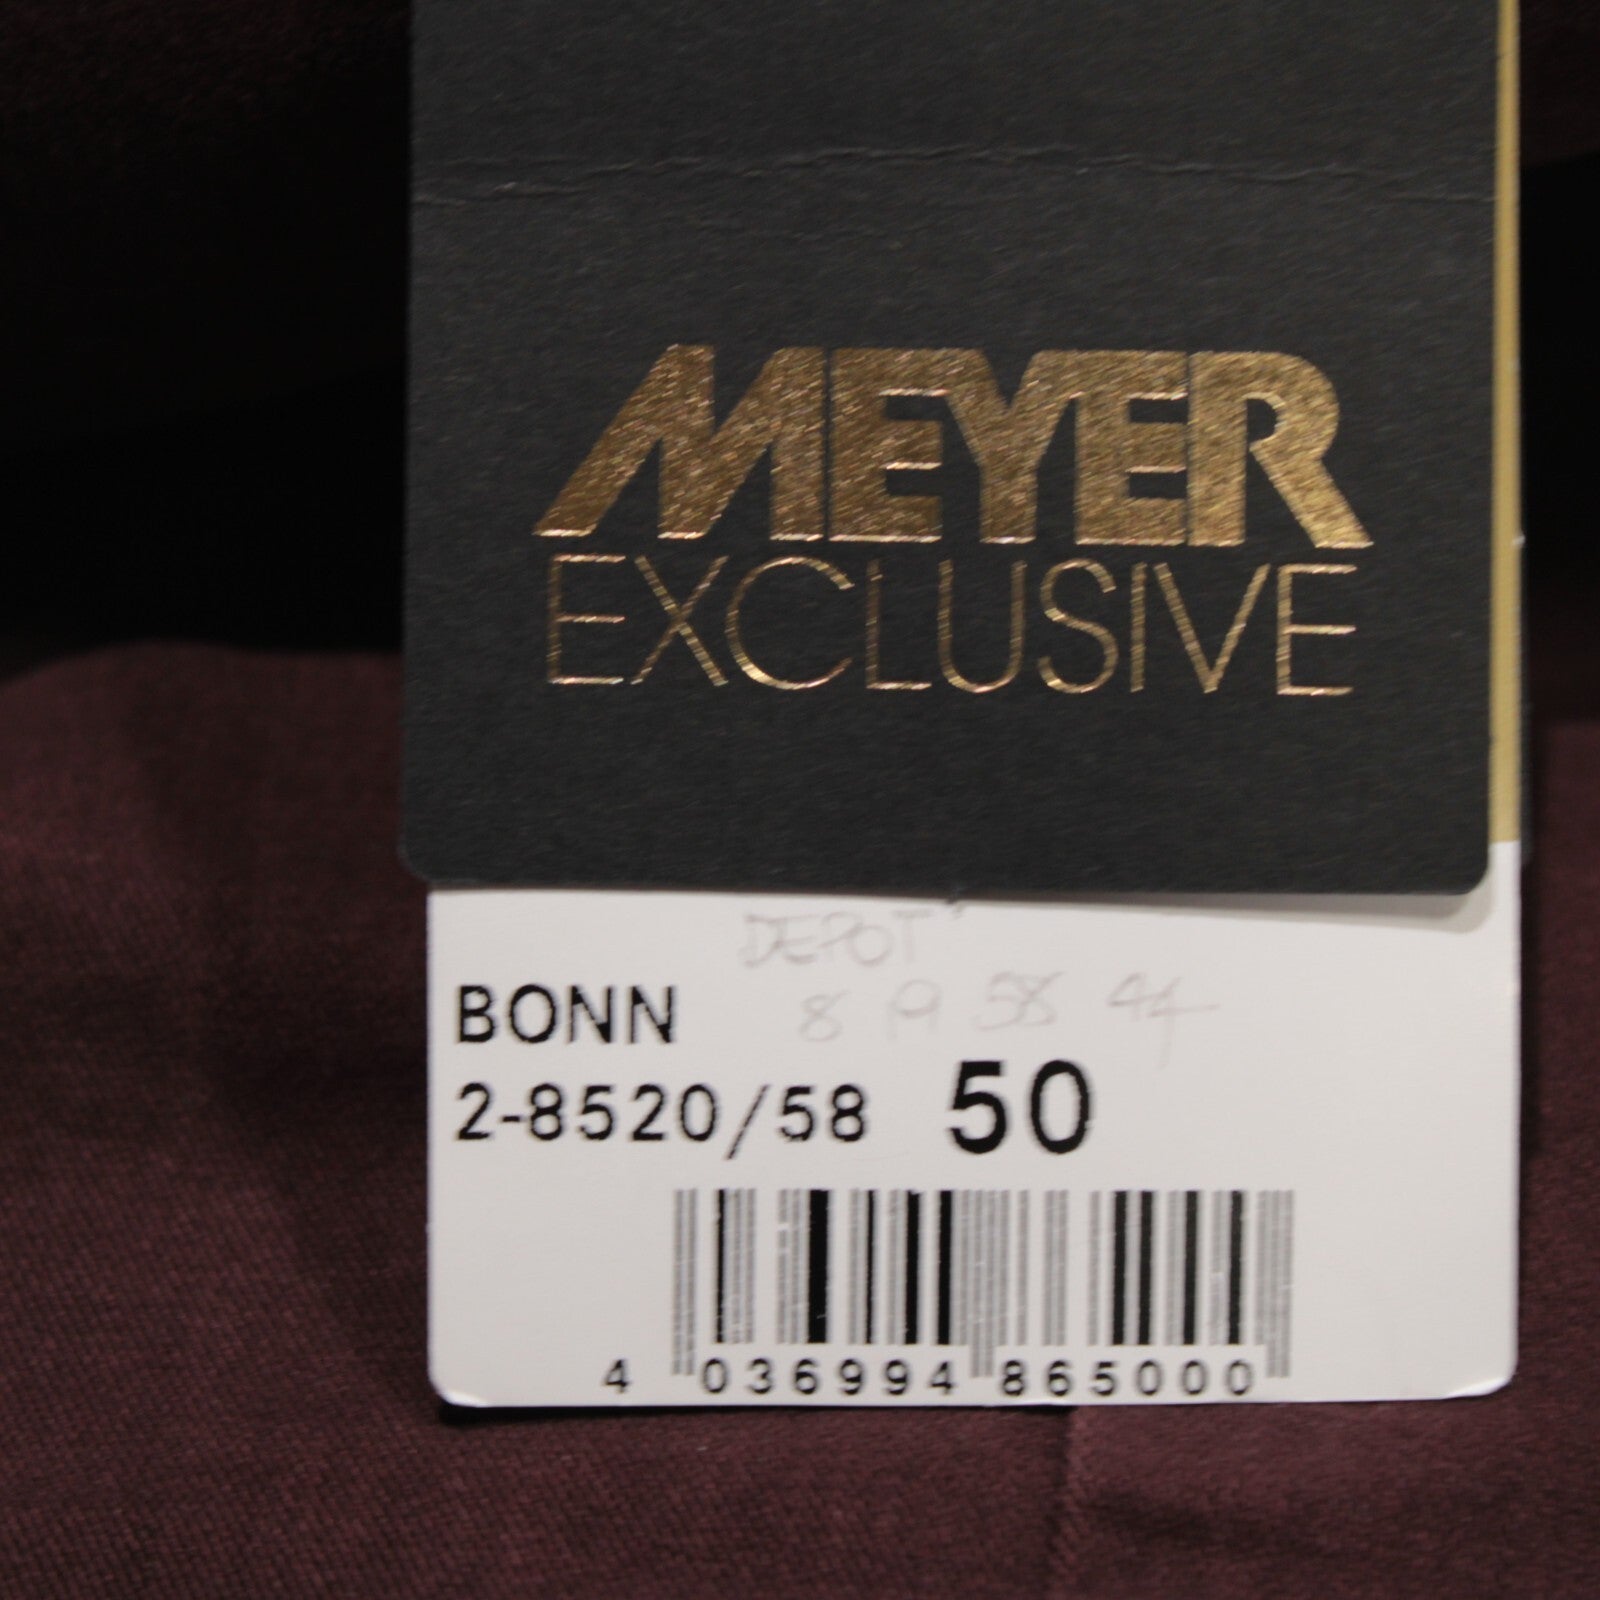 MEYER
EXCLUSIVE
DEPOT
8 19 58 44
BONN
2-8520/58 50
4 036994 865000